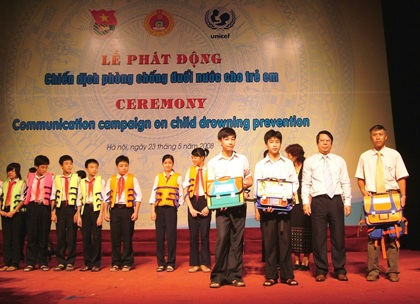 unicef
LỄ PHÁT ĐỘNG
Chiến dịch phòng chống đuối nước cho trẻ em
CEREMONY
Communication campaign on child drowning prevention
Hà nội, ngày 23 tháng 5 năm 2008